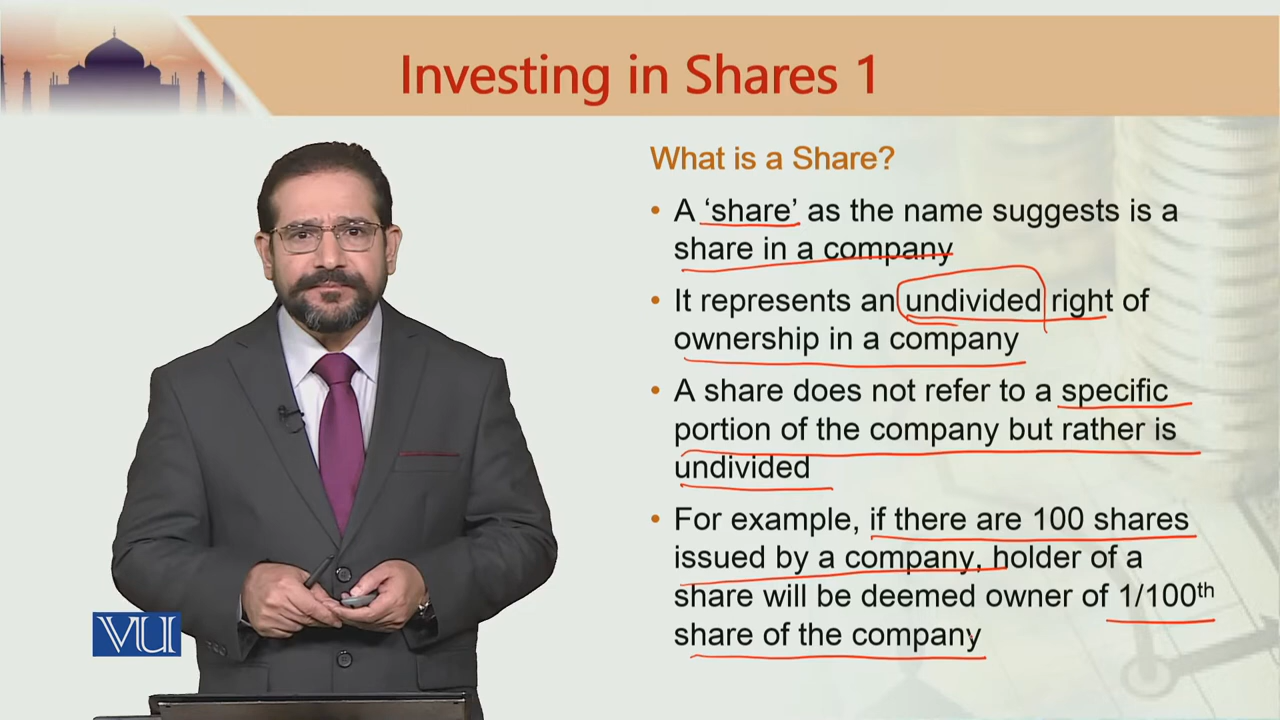 Investing in Shares 1
What is a Share?
• A ‘share’ as the name suggests is a
share in a company
• It represents an undivided right of
ownership in a company
• A share does not refer to a specific
portion of the company but rather is
undivided
• For example, if there are 100 shares
issued by a company, holder of a
share will be deemed owner of 1/100th
share of the company
VU